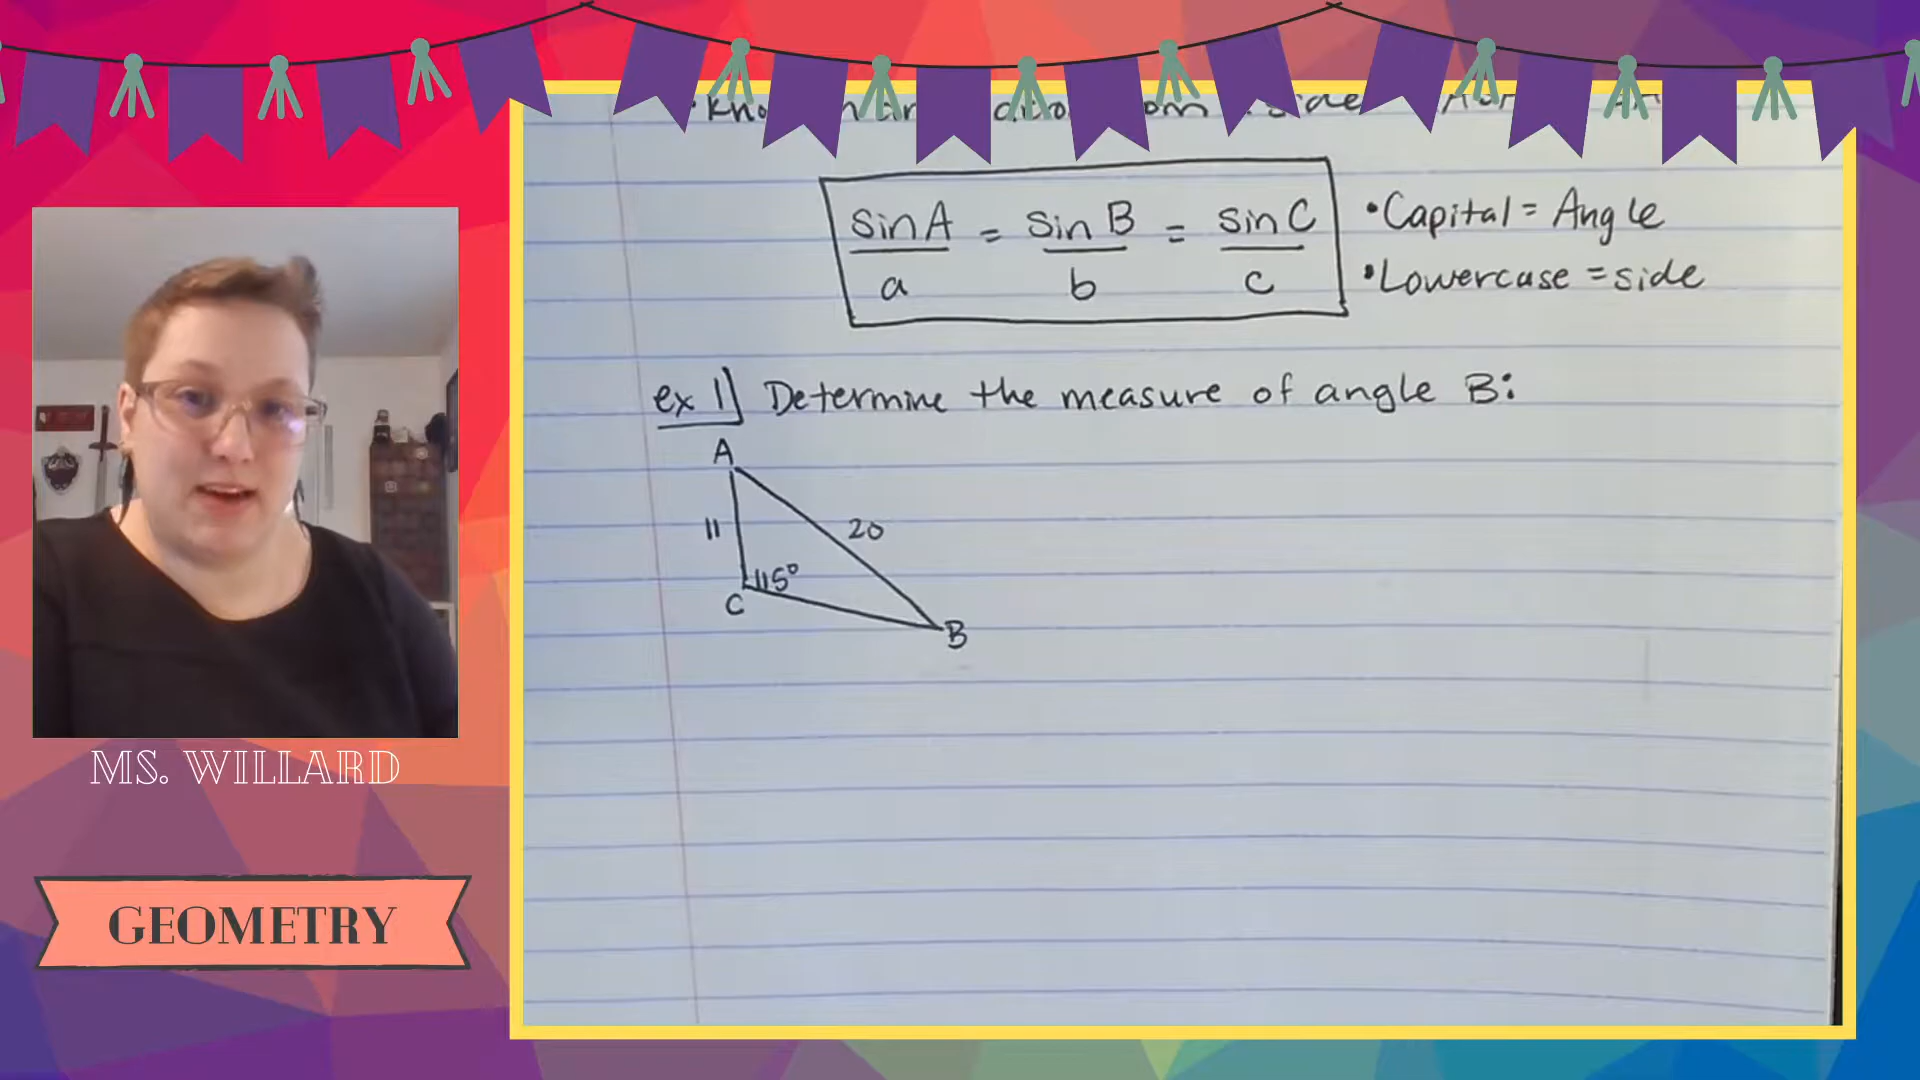 sinA = sin B = sin C
a b c
•Capital = Angle
•Lowercase = side
ex 1] Determine the measure of angle B:
A
11
20
115°
C
B
MS. WILLARD
GEOMETRY